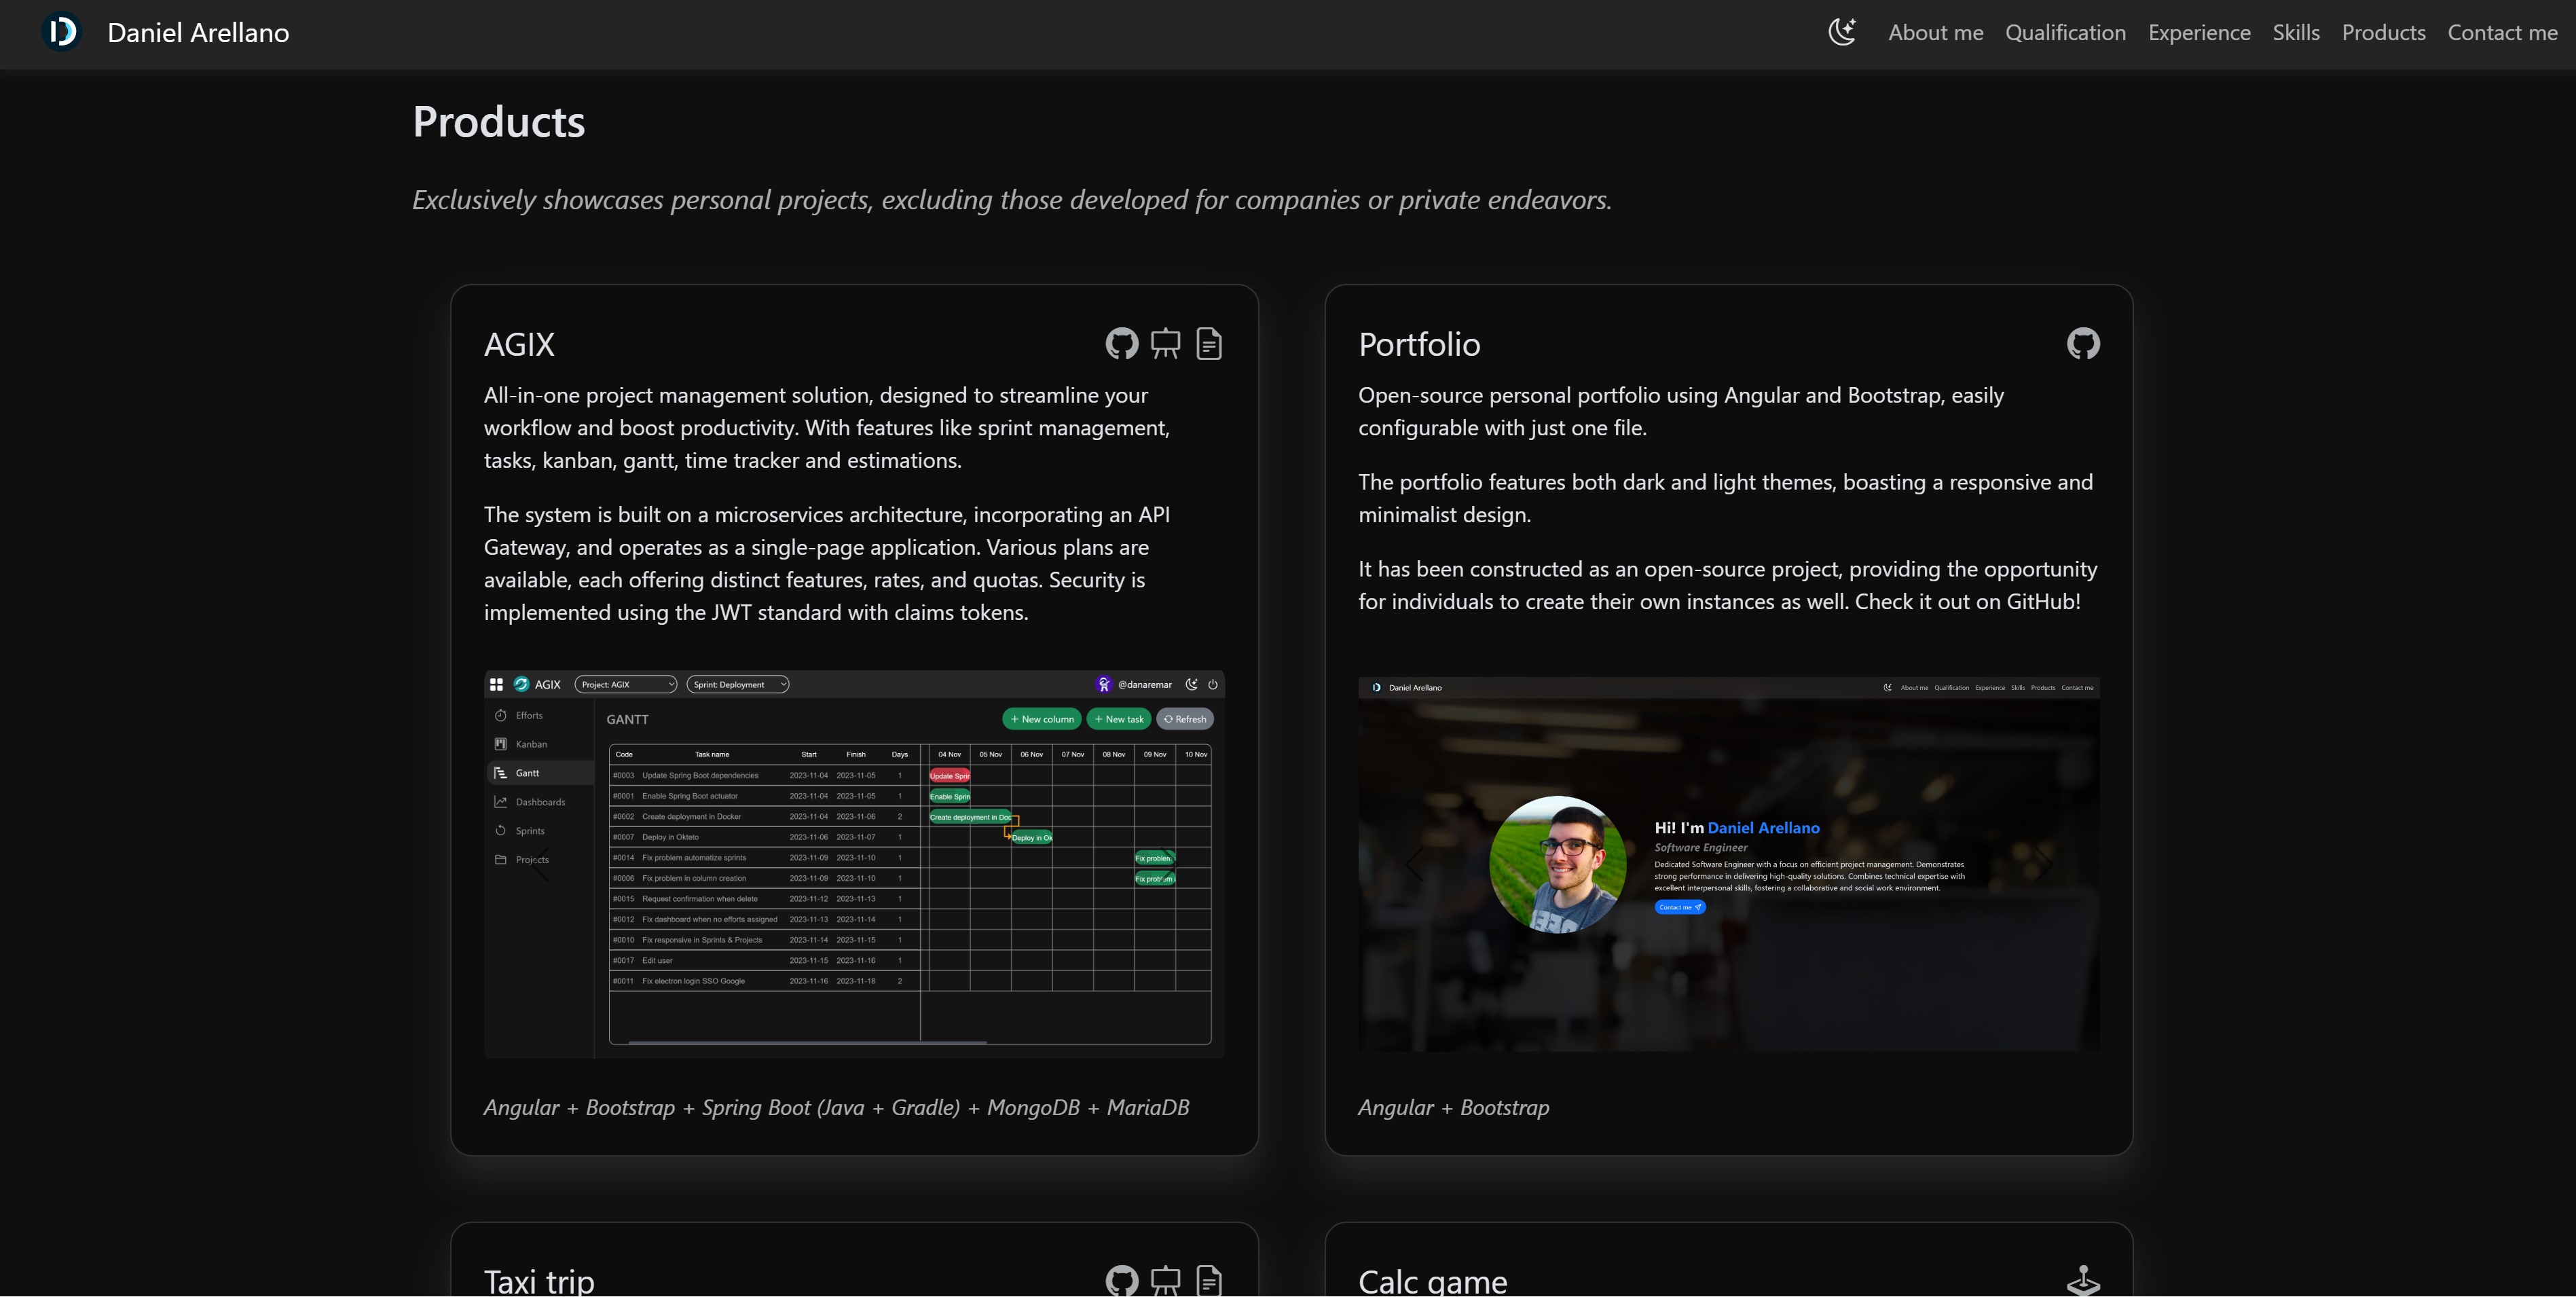 Daniel Arellano
About me
Qualification
Experience
Skills
Products
Contact me
Products
Exclusively showcases personal projects, excluding those developed for companies or private endeavors.
AGIX
All-in-one project management solution, designed to streamline your
workflow and boost productivity. With features like sprint management,
tasks, kanban, gantt, time tracker and estimations.
The system is built on a microservices architecture, incorporating an API
Gateway, and operates as a single-page application. Various plans are
available, each offering distinct features, rates, and quotas. Security is
implemented using the JWT standard with claims tokens.
AGIX
Project: AGIX
Sprint: Deployment
@danaremar
Efforts
Kanban
Gantt
Dashboards
Sprints
Projects
GANTT
+ New column
+ New task
Refresh
Code Task name Start Finish Days 04 Nov 05 Nov 06 Nov 07 Nov 08 Nov 09 Nov 10 Nov
#0003 Update Spring Boot dependencies 2023-11-04 2023-11-05 1 Update Sprin
#0001 Enable Spring Boot actuator 2023-11-04 2023-11-05 1 Enable Sprin
#0002 Create deployment in Docker 2023-11-04 2023-11-06 2 Create deployment in Doc
#0007 Deploy in Okteto 2023-11-06 2023-11-07 1 Deploy in Ok
#0014 Fix problem automatize sprints 2023-11-09 2023-11-10 1 Fix problem
#0006 Fix problem in column creation 2023-11-09 2023-11-10 1 Fix problem i
#0015 Request confirmation when delete 2023-11-12 2023-11-13 1
#0012 Fix dashboard when no efforts assigned 2023-11-13 2023-11-14 1
#0010 Fix responsive in Sprints & Projects 2023-11-14 2023-11-15 1
#0017 Edit user 2023-11-15 2023-11-16 1
#0011 Fix electron login SSO Google 2023-11-16 2023-11-18 2
Angular + Bootstrap + Spring Boot (Java + Gradle) + MongoDB + MariaDB
Portfolio
Open-source personal portfolio using Angular and Bootstrap, easily
configurable with just one file.
The portfolio features both dark and light themes, boasting a responsive and
minimalist design.
It has been constructed as an open-source project, providing the opportunity
for individuals to create their own instances as well. Check it out on GitHub!
Daniel Arellano
About me
Qualification
Experience
Skills
Products
Contact me
Hi! I'm Daniel Arellano
Software Engineer
Dedicated Software Engineer with a focus on efficient project management. Demonstrates
strong performance in delivering high-quality solutions. Combines technical expertise with
excellent interpersonal skills, fostering a collaborative and social work environment.
Contact me
Angular + Bootstrap
Taxi trip
Calc game